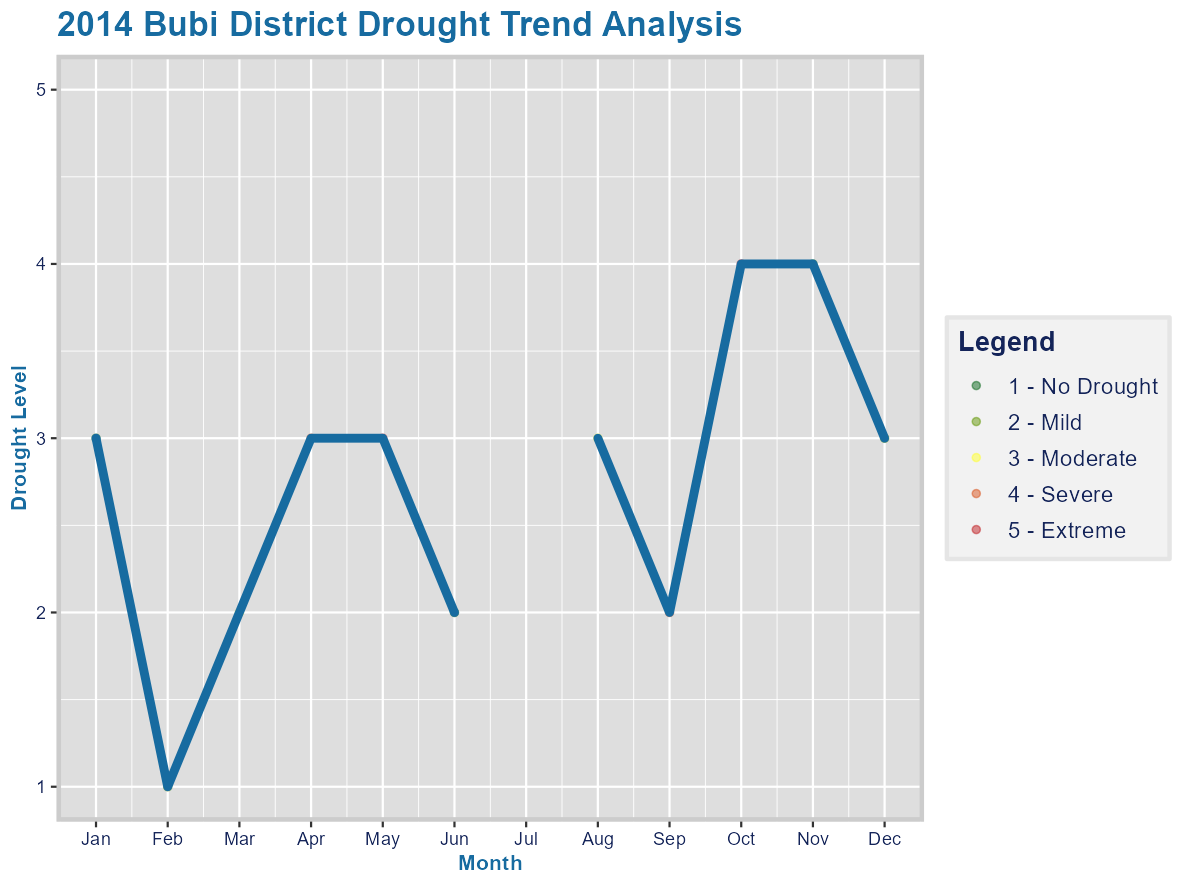 2014 Bubi District Drought Trend Analysis
5
4
3
2
1
Drought Level
Jan Feb Mar Apr May Jun Jul Aug Sep Oct Nov Dec
Month
Legend
1 - No Drought
2 - Mild
3 - Moderate
4 - Severe
5 - Extreme